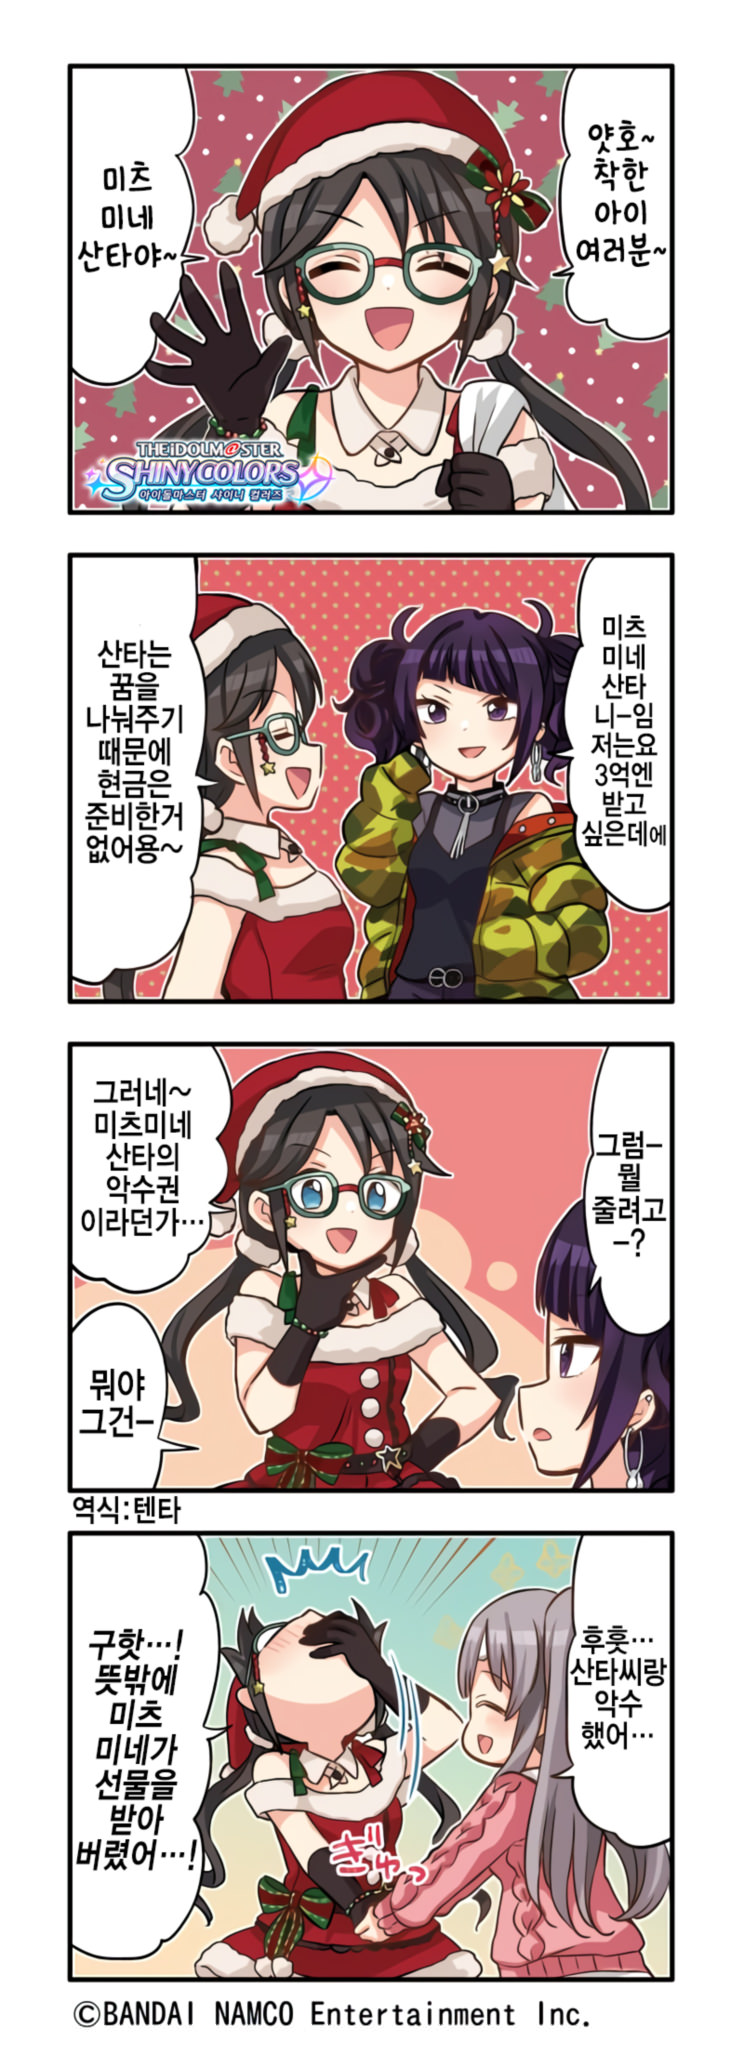 얏호~
착한
아이
여러분~
미츠
미네
산타야~
THE iDOLM@STER
SHINYCOLORS
아이돌마스터 샤이니 컬러즈
미츠
미네
산타
니-임
저는요
3억엔
받고
싶은데에
산타는
꿈을
나눠주기
때문에
현금은
준비한거
없어용~
그럼-
뭘
줄려고
-?
그러네~
미츠미네
산타의
악수권
이라던가…
뭐야
그건-
역식:텐타
후훗…
산타씨랑
악수
했어…
구핫…!
뜻밖에
미츠
미네가
선물을
받아
버렸어…!
ぎゅっ
©BANDAI NAMCO Entertainment Inc.